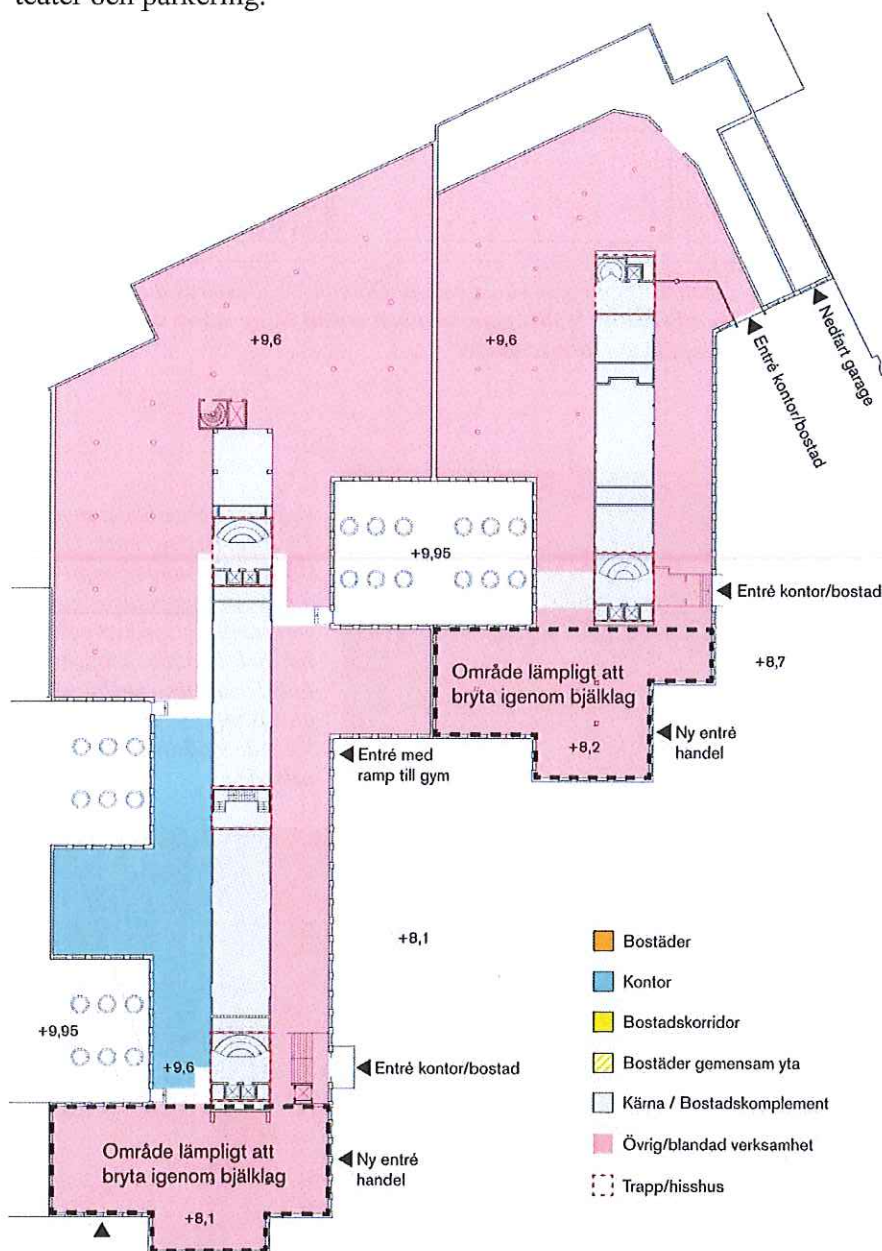 teater och parkering.
+9,6
+9,6
Nedfart garage
Entré kontor/bostad
+9,95
Entré kontor/bostad
Område lämpligt att
bryta igenom bjälklag
+8,7
Ny entré
handel
+8,2
Entré med
ramp till gym
+8,1
+9,95
+9,6
Entré kontor/bostad
Område lämpligt att
bryta igenom bjälklag
Ny entré
handel
+8,1
Bostäder
Kontor
Bostadskorridor
Bostäder gemensam yta
Kärna / Bostadskomplement
Övrig/blandad verksamhet
Trapp/hisshus